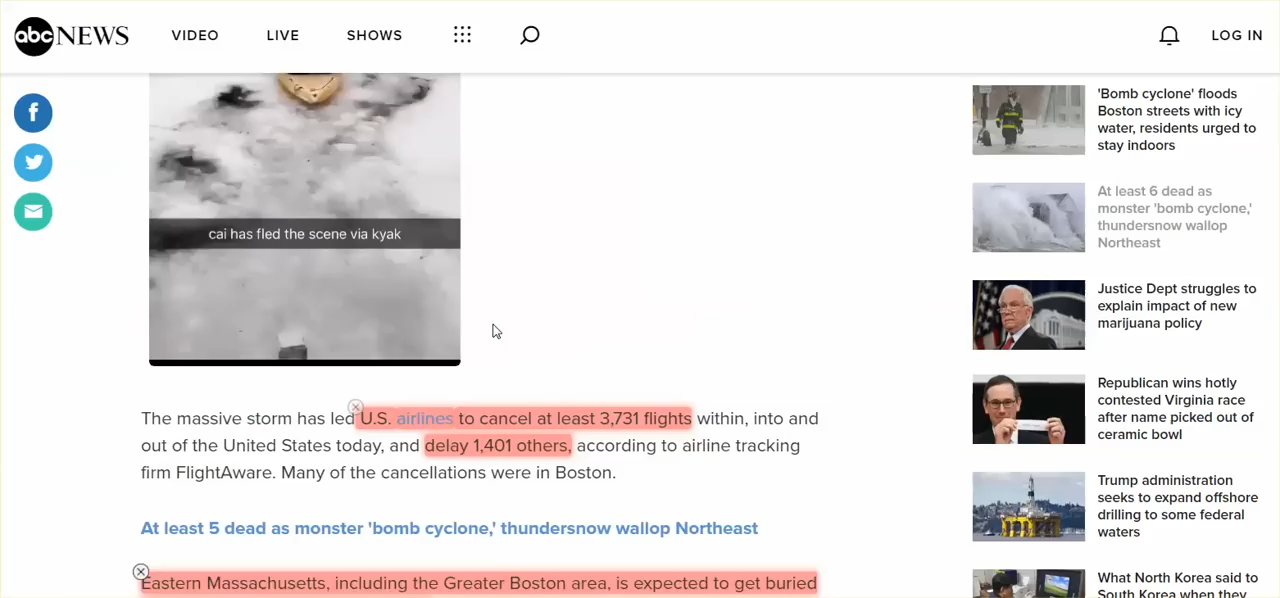 abc NEWS
VIDEO
LIVE
SHOWS
LOG IN
f
cai has fled the scene via kyak
The massive storm has led U.S. airlines to cancel at least 3,731 flights within, into and
out of the United States today, and delay 1,401 others, according to airline tracking
firm FlightAware. Many of the cancellations were in Boston.
At least 5 dead as monster 'bomb cyclone,' thundersnow wallop Northeast
Eastern Massachusetts, including the Greater Boston area, is expected to get buried
'Bomb cyclone' floods
Boston streets with icy
water, residents urged to
stay indoors
At least 6 dead as
monster 'bomb cyclone,'
thundersnow wallop
Northeast
Justice Dept struggles to
explain impact of new
marijuana policy
Republican wins hotly
contested Virginia race
after name picked out of
ceramic bowl
Trump administration
seeks to expand offshore
drilling to some federal
waters
What North Korea said to
South Korea when they